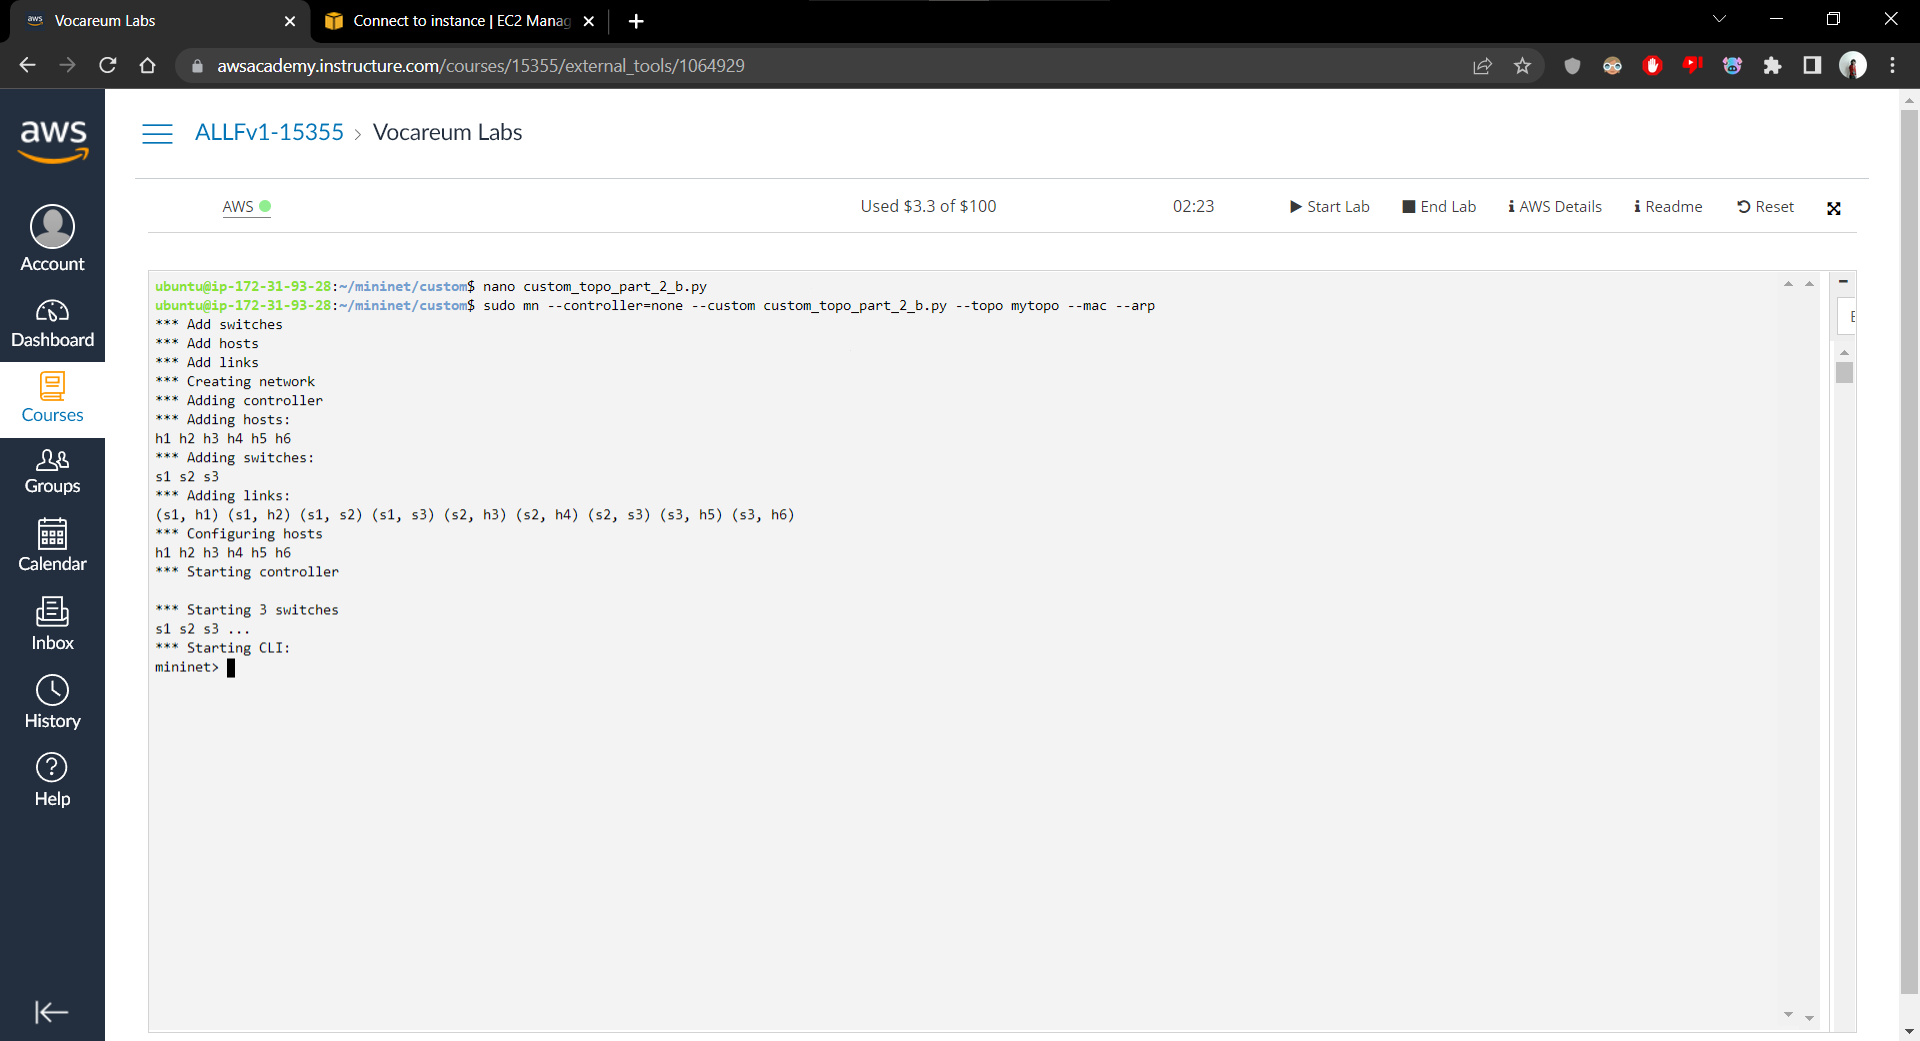 Vocareum Labs
Connect to instance | EC2 Manag
awsacademy.instructure.com/courses/15355/external_tools/1064929
aws
Account
Dashboard
Courses
Groups
Calendar
Inbox
History
Help
ALLFv1-15355 > Vocareum Labs
AWS Used $3.3 of $100 02:23 Start Lab End Lab AWS Details Readme Reset
ubuntu@ip-172-31-93-28:~/mininet/custom$ nano custom_topo_part_2_b.py
ubuntu@ip-172-31-93-28:~/mininet/custom$ sudo mn --controller=none --custom custom_topo_part_2_b.py --topo mytopo --mac --arp
*** Add switches
*** Add hosts
*** Add links
*** Creating network
*** Adding controller
*** Adding hosts:
h1 h2 h3 h4 h5 h6
*** Adding switches:
s1 s2 s3
*** Adding links:
(s1, h1) (s1, h2) (s1, s2) (s1, s3) (s2, h3) (s2, h4) (s2, s3) (s3, h5) (s3, h6)
*** Configuring hosts
h1 h2 h3 h4 h5 h6
*** Starting controller
*** Starting 3 switches
s1 s2 s3 ...
*** Starting CLI:
mininet>